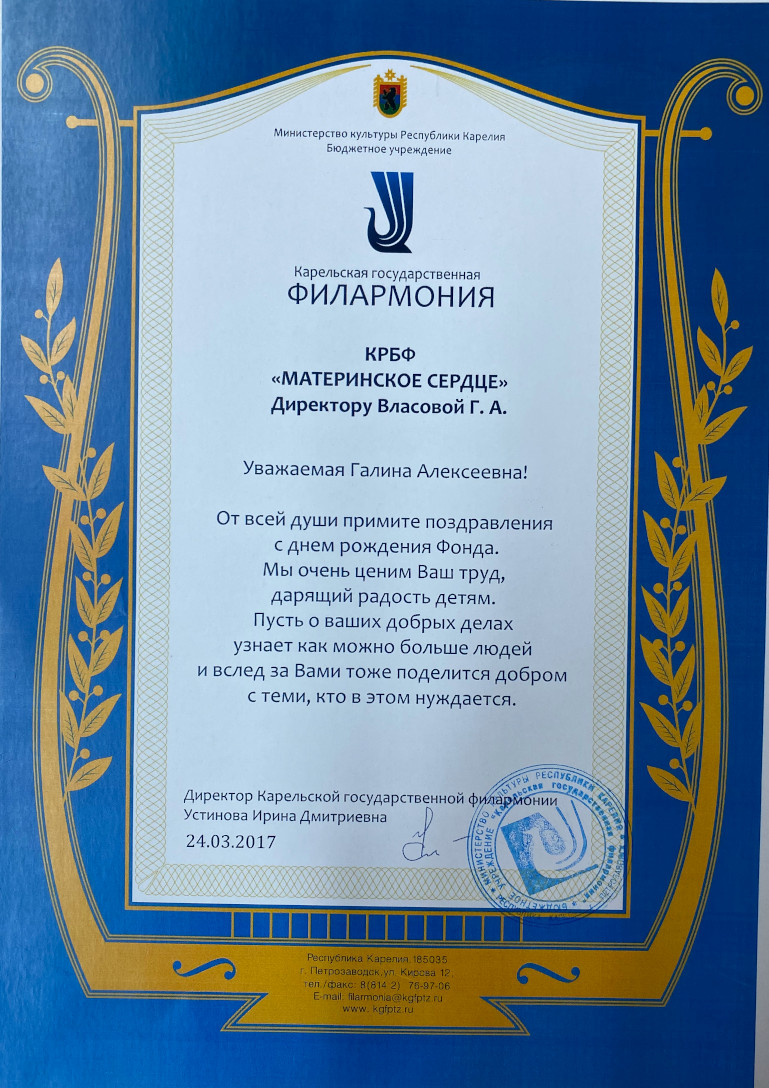 Министерство культуры Республики Карелия
Бюджетное учреждение
Карельская государственная
ФИЛАРМОНИЯ
КРБФ
«МАТЕРИНСКОЕ СЕРДЦЕ»
Директору Власовой Г. А.
Уважаемая Галина Алексеевна!
От всей души примите поздравления
с днем рождения Фонда.
Мы очень ценим Ваш труд,
дарящий радость детям.
Пусть о ваших добрых делах
узнает как можно больше людей
и вслед за Вами тоже поделится добром
с теми, кто в этом нуждается.
Директор Карельской государственной филармонии
Устинова Ирина Дмитриевна
24.03.2017
МИНИСТЕРСТВО КУЛЬТУРЫ РЕСПУБЛИКИ КАРЕЛИЯ
БЮДЖЕТНОЕ УЧРЕЖДЕНИЕ
"Карельская государственная филармония"
Республика Карелия,185035
г. Петрозаводск,ул. Кирова 12,
тел./факс: 8(814 2) 76-97-06
E-mail: filarmonia@kgfptz.ru
www. kgfptz.ru